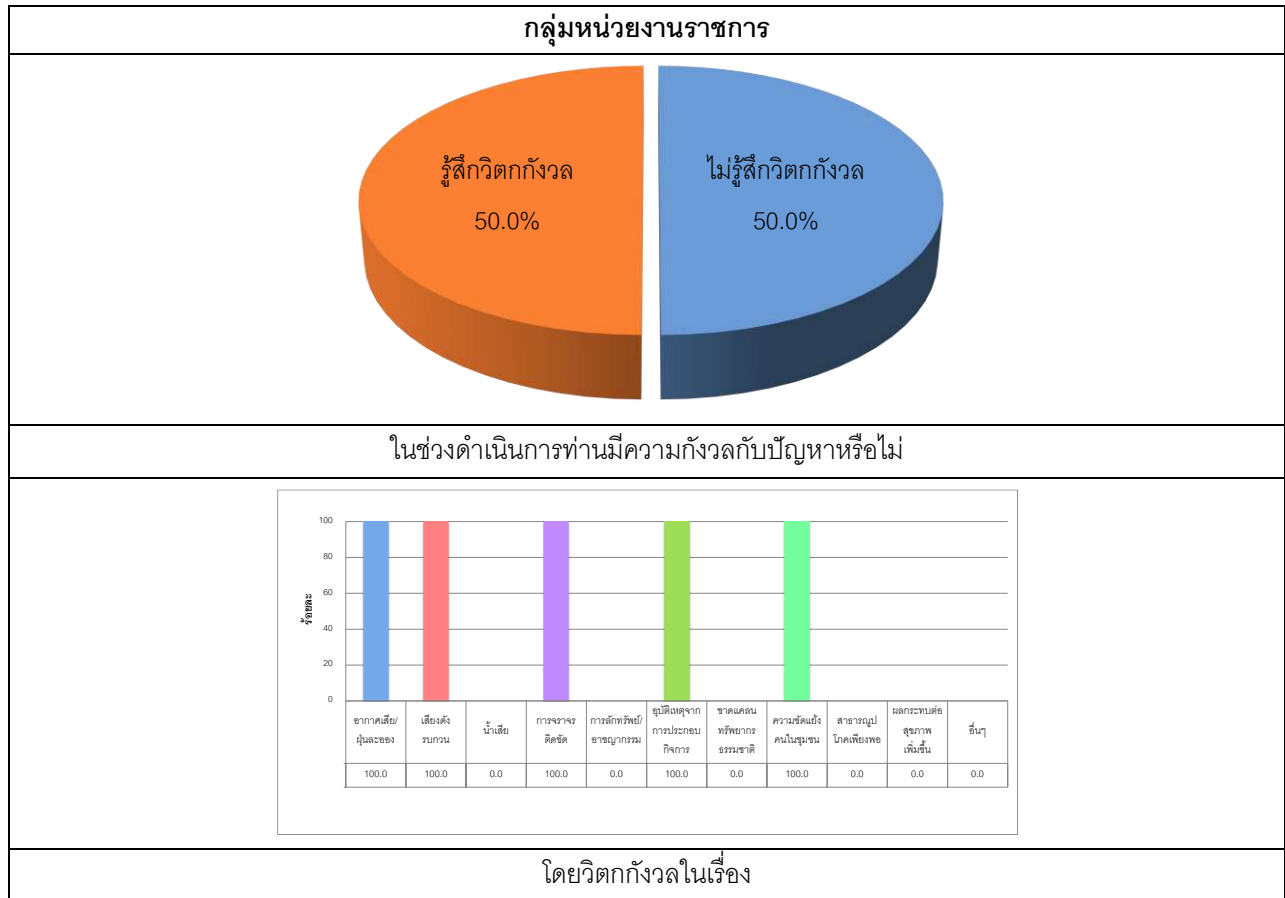 กลุ่มหน่วยงานราชการ
รู้สึกวิตกกังวล
50.0%
ไม่รู้สึกวิตกกังวล
50.0%
ในช่วงดำเนินการท่านมีความกังวลกับปัญหาหรือไม่
ร้อยละ
100
80
60
40
20
0
อากาศเสีย/
ฝุ่นละออง
เสียงดัง
รบกวน
น้ำเสีย
การจราจร
ติดขัด
การลักทรัพย์/
อาชญากรรม
อุบัติเหตุจาก
การประกอบ
กิจการ
ขาดแคลน
ทรัพยากร
ธรรมชาติ
ความขัดแย้ง
คนในชุมชน
สาธารณูป
โภคเพียงพอ
ผลกระทบต่อ
สุขภาพ
เพิ่มขึ้น
อื่นๆ
100.0 100.0 0.0 100.0 0.0 100.0 0.0 100.0 0.0 0.0 0.0
โดยวิตกกังวลในเรื่อง